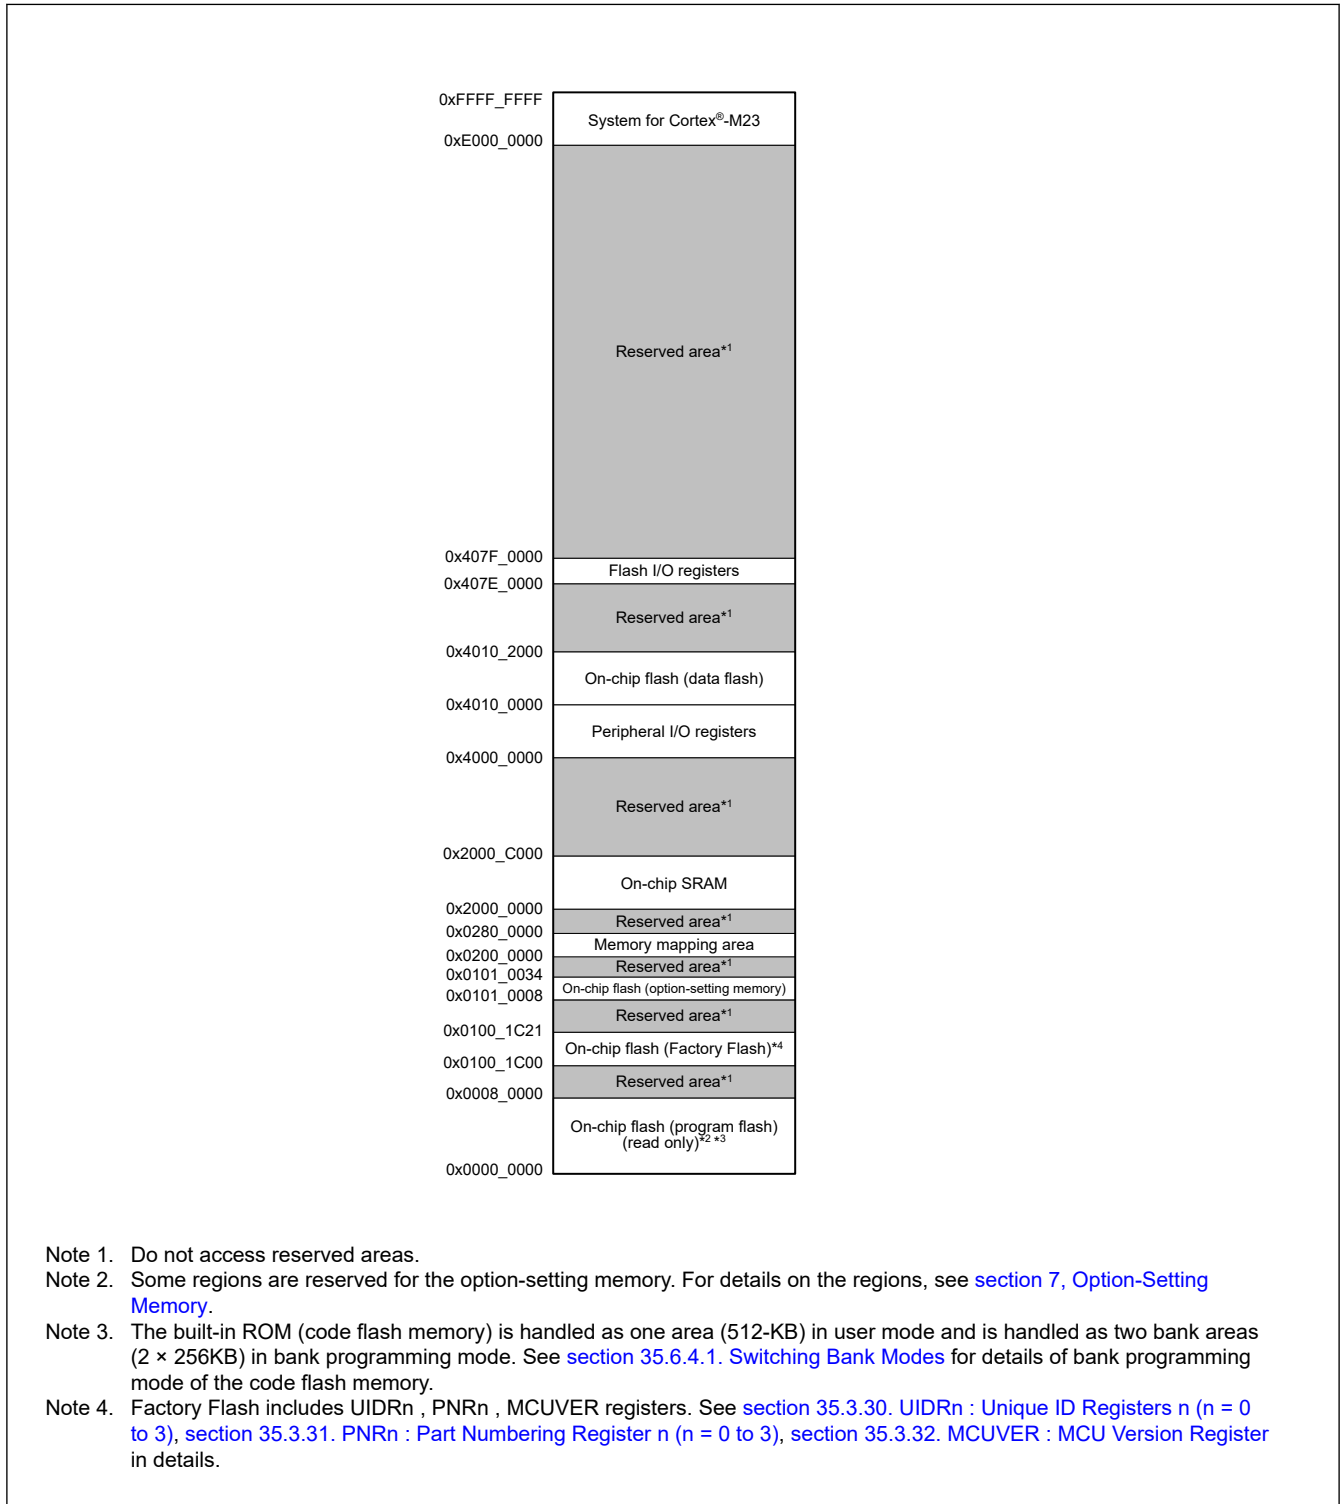 0xFFFF_FFFF
System for Cortex®-M23
0xE000_0000
Reserved area*1
0x407F_0000
Flash I/O registers
0x407E_0000
Reserved area*1
0x4010_2000
On-chip flash (data flash)
0x4010_0000
Peripheral I/O registers
0x4000_0000
Reserved area*1
0x2000_C000
On-chip SRAM
0x2000_0000
Reserved area*1
0x0280_0000
Memory mapping area
0x0200_0000
Reserved area*1
0x0101_0034
On-chip flash (option-setting memory)
0x0101_0008
Reserved area*1
0x0100_1C21
On-chip flash (Factory Flash)*4
0x0100_1C00
Reserved area*1
0x0008_0000
On-chip flash (program flash)
(read only)*2 *3
0x0000_0000
Note 1. Do not access reserved areas.
Note 2. Some regions are reserved for the option-setting memory. For details on the regions, see section 7, Option-Setting
Memory.
Note 3. The built-in ROM (code flash memory) is handled as one area (512-KB) in user mode and is handled as two bank areas
(2 × 256KB) in bank programming mode. See section 35.6.4.1. Switching Bank Modes for details of bank programming
mode of the code flash memory.
Note 4. Factory Flash includes UIDRn , PNRn , MCUVER registers. See section 35.3.30. UIDRn : Unique ID Registers n (n = 0
to 3), section 35.3.31. PNRn : Part Numbering Register n (n = 0 to 3), section 35.3.32. MCUVER : MCU Version Register
in details.